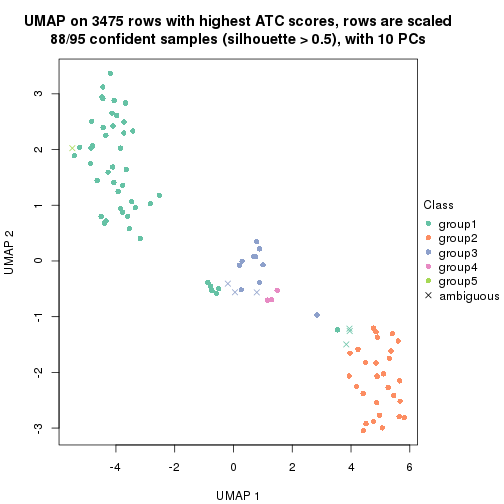 UMAP on 3475 rows with highest ATC scores, rows are scaled
88/95 confident samples (silhouette > 0.5), with 10 PCs
3
2
1
0
-1
-2
-3
UMAP 2
-4
-2
0
2
4
6
UMAP 1
Class
group1
group2
group3
group4
group5
ambiguous